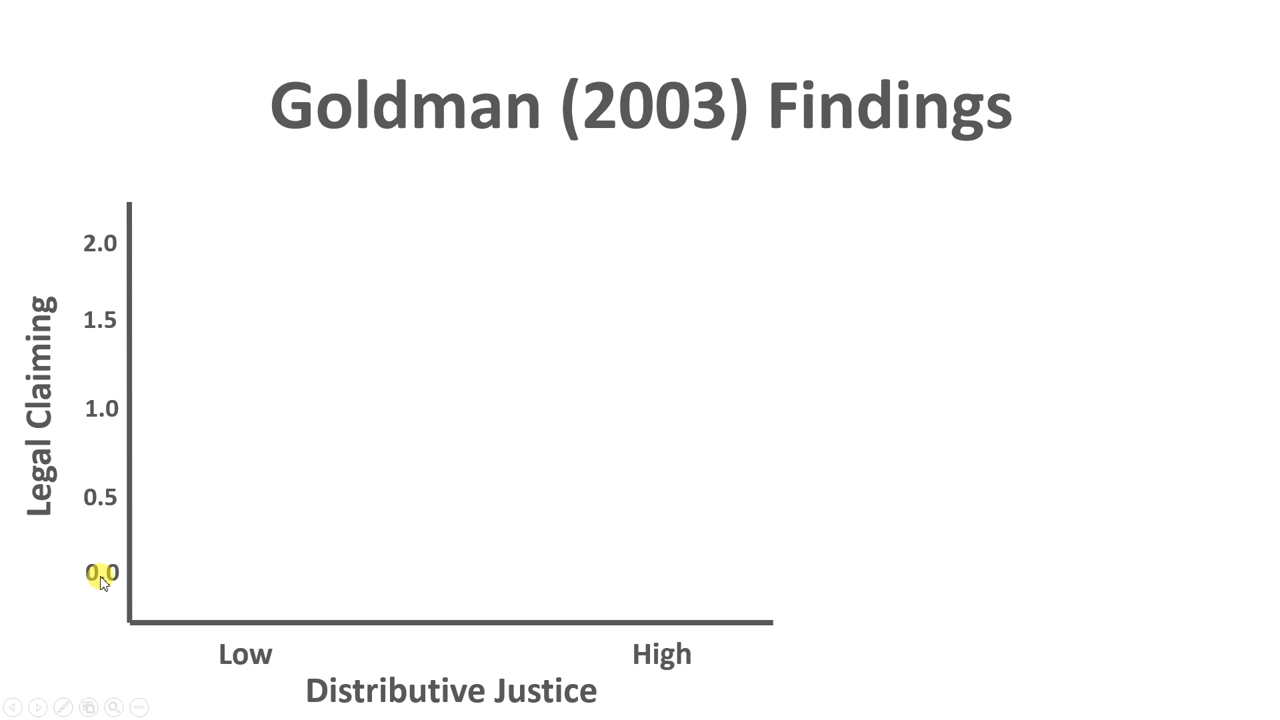 Goldman (2003) Findings
2.0
1.5
1.0
0.5
0.0
Legal Claiming
Low
High
Distributive Justice